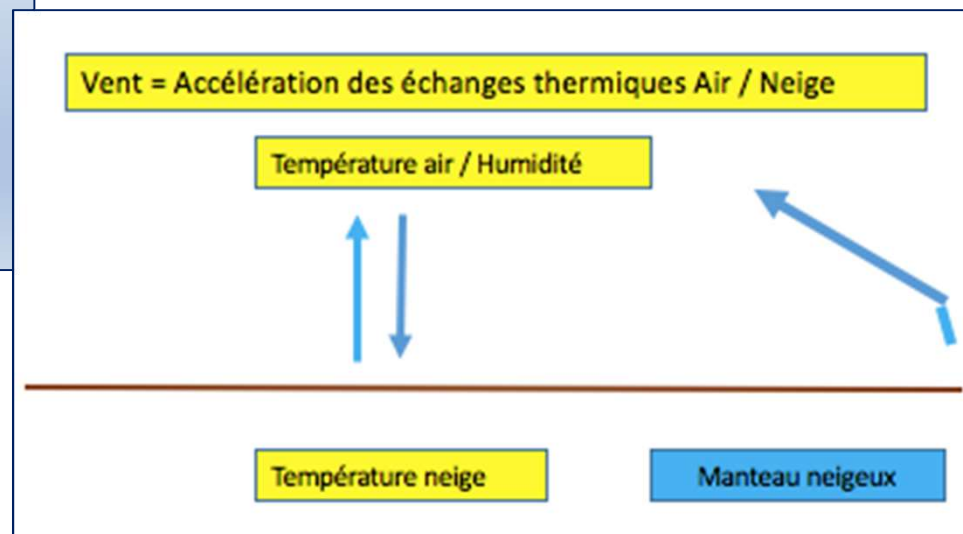 Vent = Accélération des échanges thermiques Air / Neige
Température air / Humidité
Température neige
Manteau neigeux